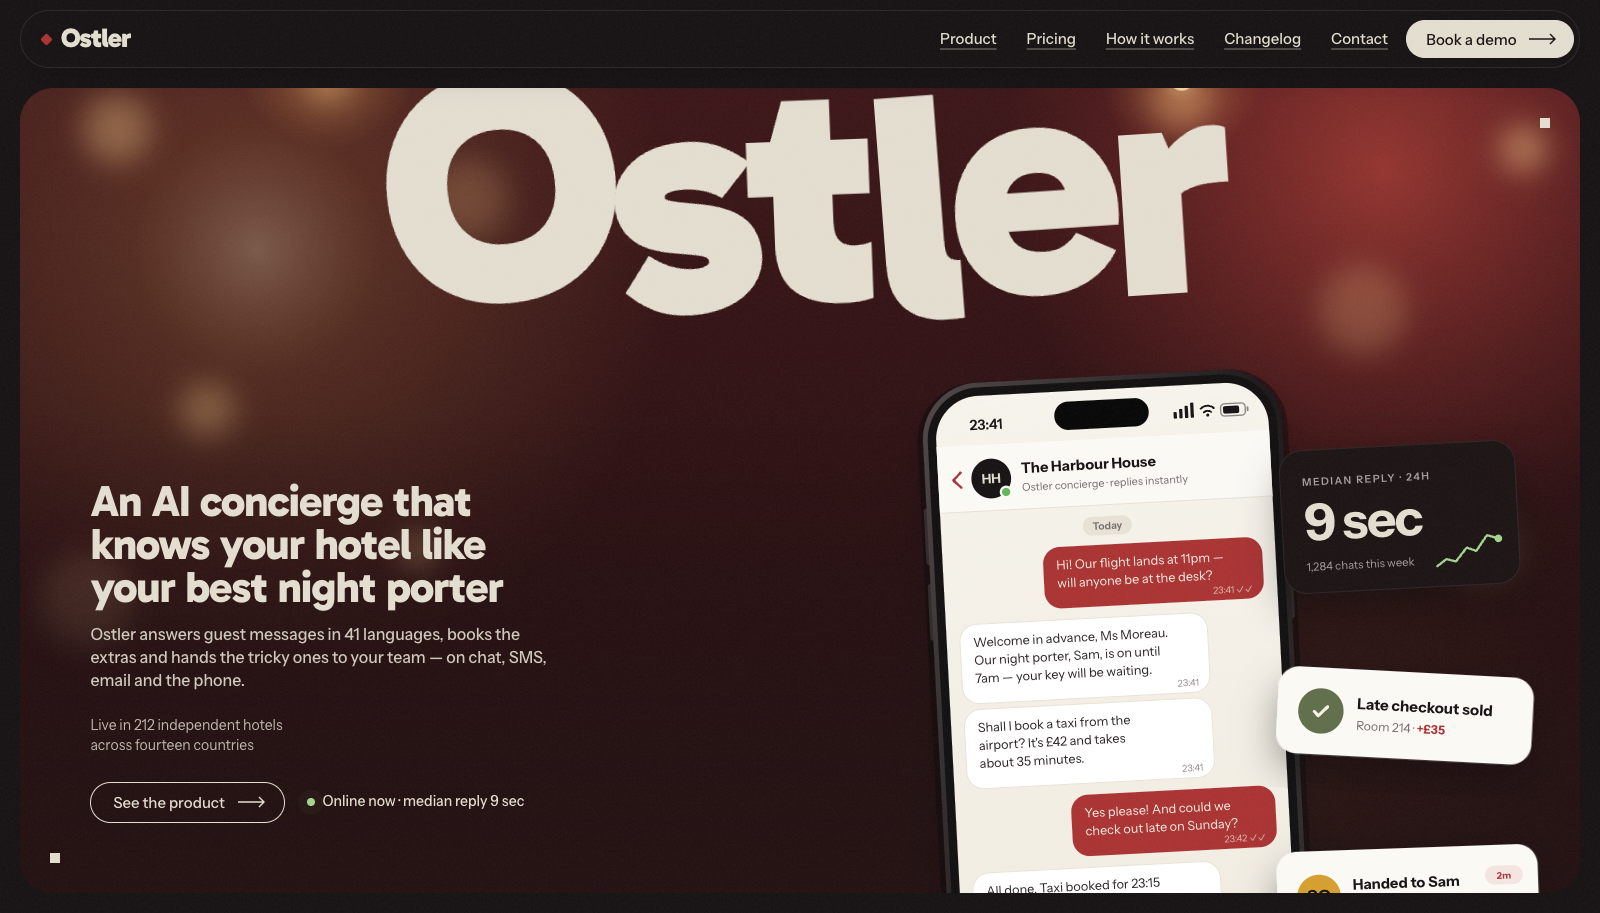 Ostler
Product
Pricing
How it works
Changelog
Contact
Book a demo
Ostler
An AI concierge that
knows your hotel like
your best night porter
Ostler answers guest messages in 41 languages, books the
extras and hands the tricky ones to your team — on chat, SMS,
email and the phone.
Live in 212 independent hotels
across fourteen countries
See the product
Online now · median reply 9 sec
23:41
HH
The Harbour House
Ostler concierge · replies instantly
Today
Hi! Our flight lands at 11pm —
will anyone be at the desk?
23:41 ✓✓
Welcome in advance, Ms Moreau.
Our night porter, Sam, is on until
7am — your key will be waiting.
23:41
Shall I book a taxi from the
airport? It's £42 and takes
about 35 minutes.
23:41
Yes please! And could we
check out late on Sunday?
23:42 ✓✓
All done. Taxi booked for 23:15
MEDIAN REPLY · 24H
9 sec
1,284 chats this week
Late checkout sold
Room 214 · +£35
Handed to Sam
2m